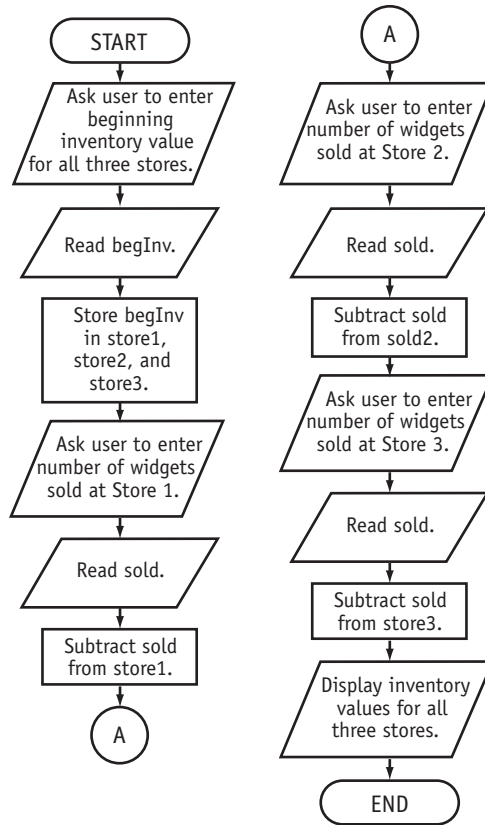 START
Ask user to enter
beginning
inventory value
for all three stores.
Read begInv.
Store begInv
in store1,
store2, and
store3.
Ask user to enter
number of widgets
sold at Store 1.
Read sold.
Subtract sold
from store1.
A
A
Ask user to enter
number of widgets
sold at Store 2.
Read sold.
Subtract sold
from sold2.
Ask user to enter
number of widgets
sold at Store 3.
Read sold.
Subtract sold
from store3.
Display inventory
values for all
three stores.
END